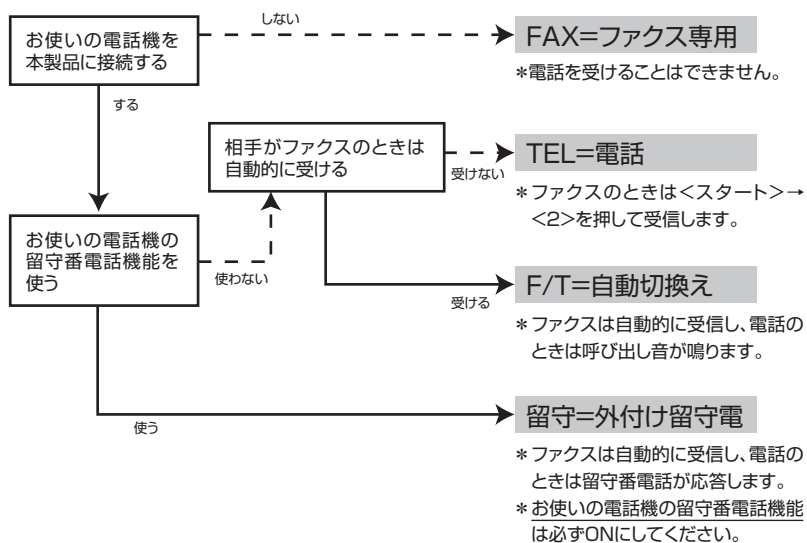 お使いの電話機を
本製品に接続する
しない
FAX=ファクス専用
*電話を受けることはできません。
する
相手がファクスのときは
自動的に受ける
受けない
TEL=電話
*ファクスのときは<スタート>→
<2>を押して受信します。
お使いの電話機の
留守番電話機能を
使う
使わない
受ける
F/T=自動切換え
*ファクスは自動的に受信し、電話の
ときは呼び出し音が鳴ります。
使う
留守=外付け留守電
*ファクスは自動的に受信し、電話の
ときは留守番電話が応答します。
*お使いの電話機の留守番電話機能
は必ずONにしてください。